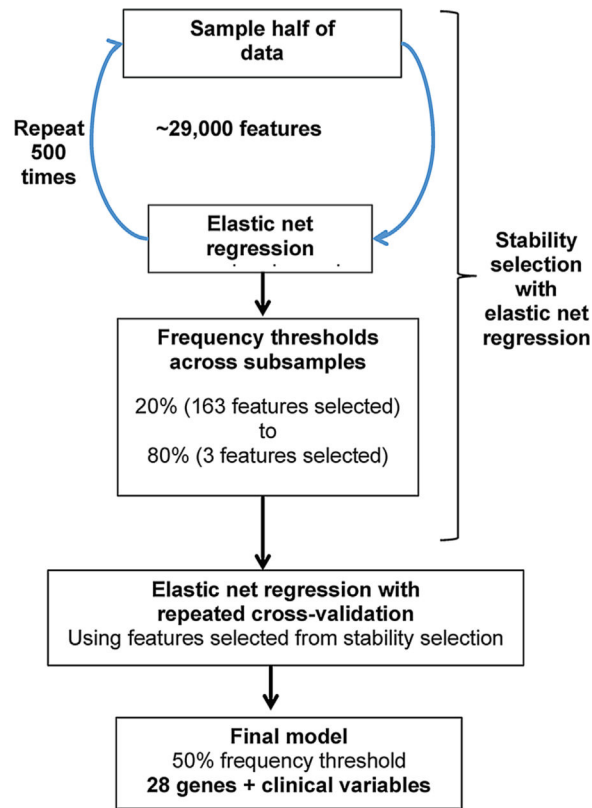 Sample half of
data
Repeat
500
times
~29,000 features
Elastic net
regression
Stability
selection
with
elastic net
regression
Frequency thresholds
across subsamples
20% (163 features selected)
to
80% (3 features selected)
Elastic net regression with
repeated cross-validation
Using features selected from stability selection
Final model
50% frequency threshold
28 genes + clinical variables